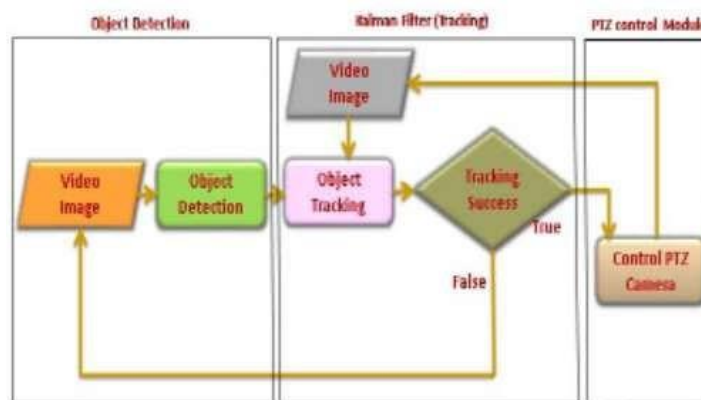 Object Detection
Kalman Filter (Tracking)
PTZ control Modul
Video
Image
Video
Image
Object
Detection
Object
Tracking
Tracking
Success
True
False
Control PTZ
Camera